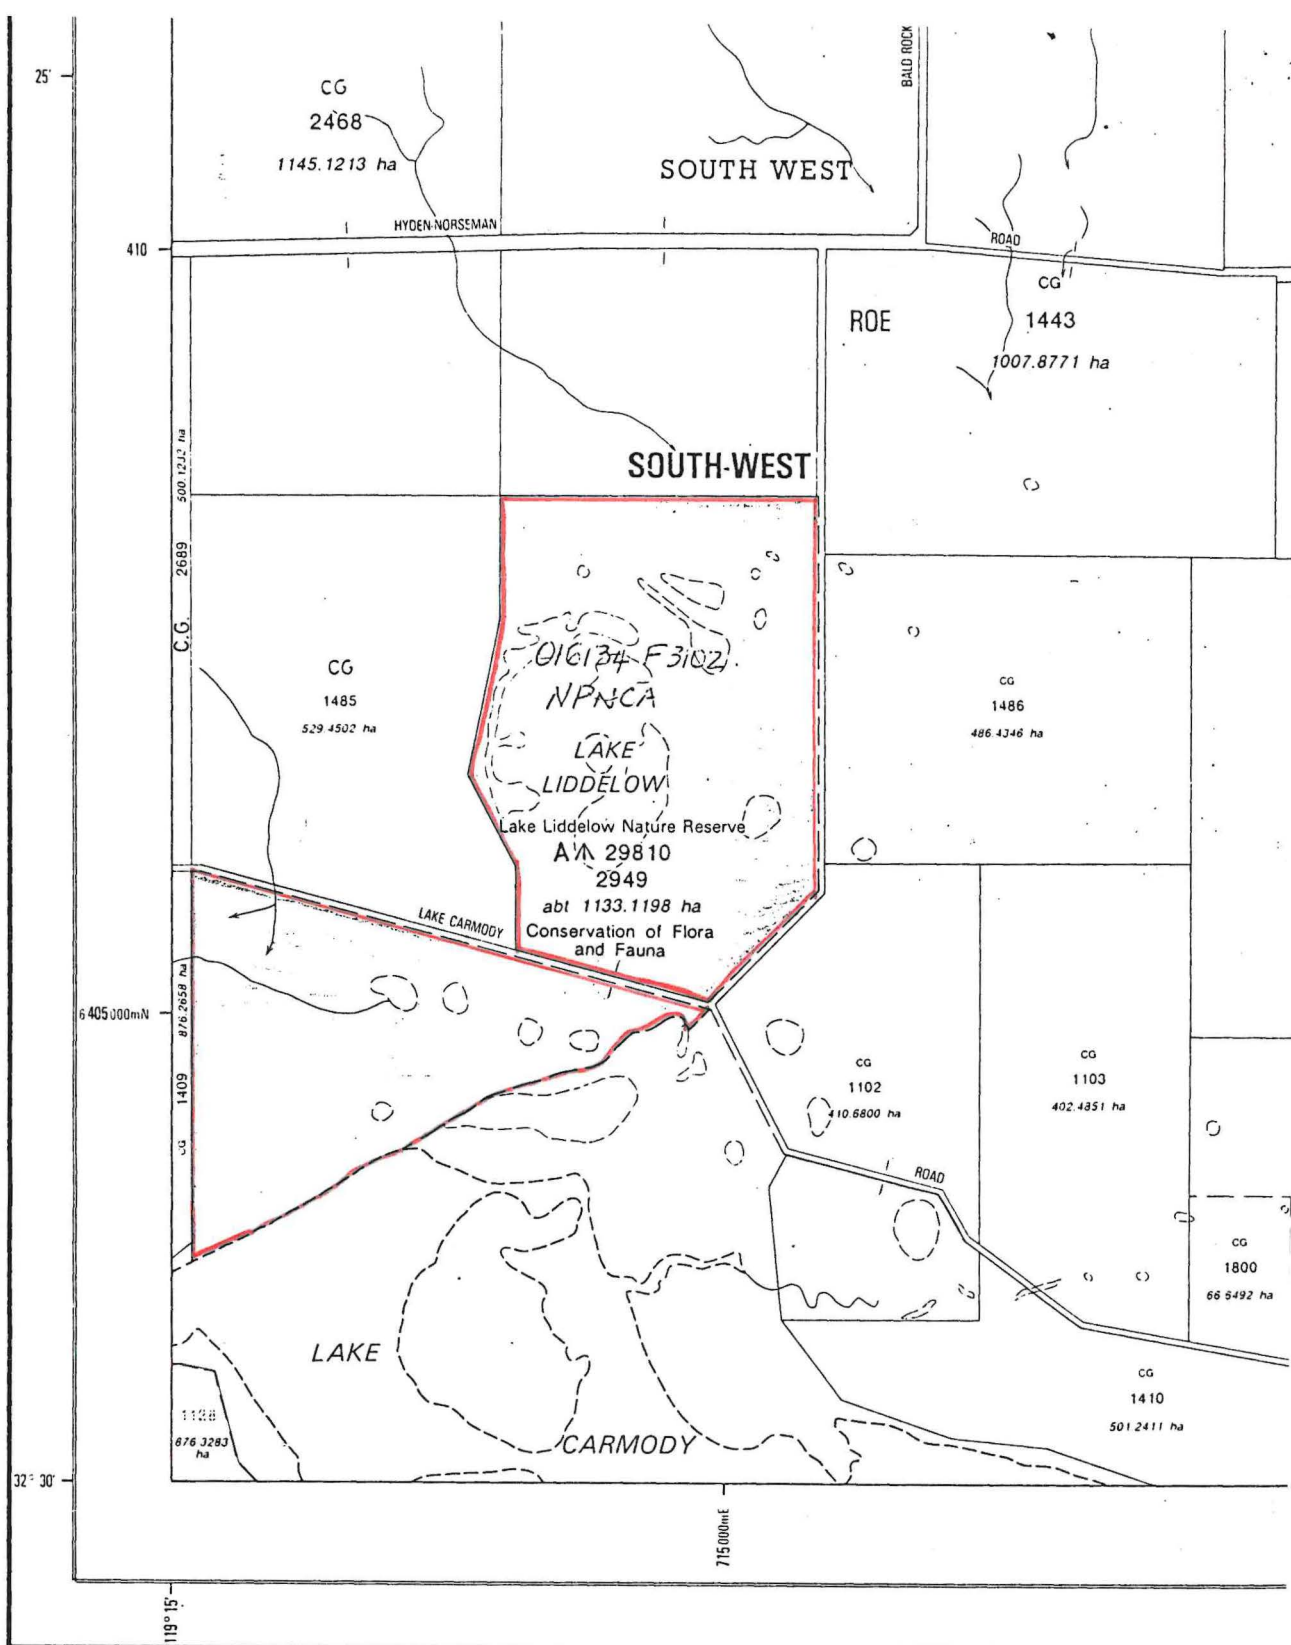 25'
CG
2468
1145.1213 ha
SOUTH WEST
BALD ROCK
HYDEN-NORSEMAN
ROAD
410
CG
1443
1007.8771 ha
ROE
SOUTH-WEST
C.G. 2689
CG
1485
529.4502 ha
016134 F3102
NPNCA
LAKE
LIDDELOW
Lake Liddelow Nature Reserve
A 29810
2949
abt 1133.1198 ha
Conservation of Flora
and Fauna
CG
1486
486.4346 ha
LAKE CARMODY
6 405000mN
CG 1409 876.2658 ha
CG
1102
410.6800 ha
CG
1103
402.4851 ha
ROAD
CG
1800
66.6492 ha
LAKE
CARMODY
1128
876.3283
ha
CG
1410
501.2411 ha
32° 30'
715000mE
119° 15'